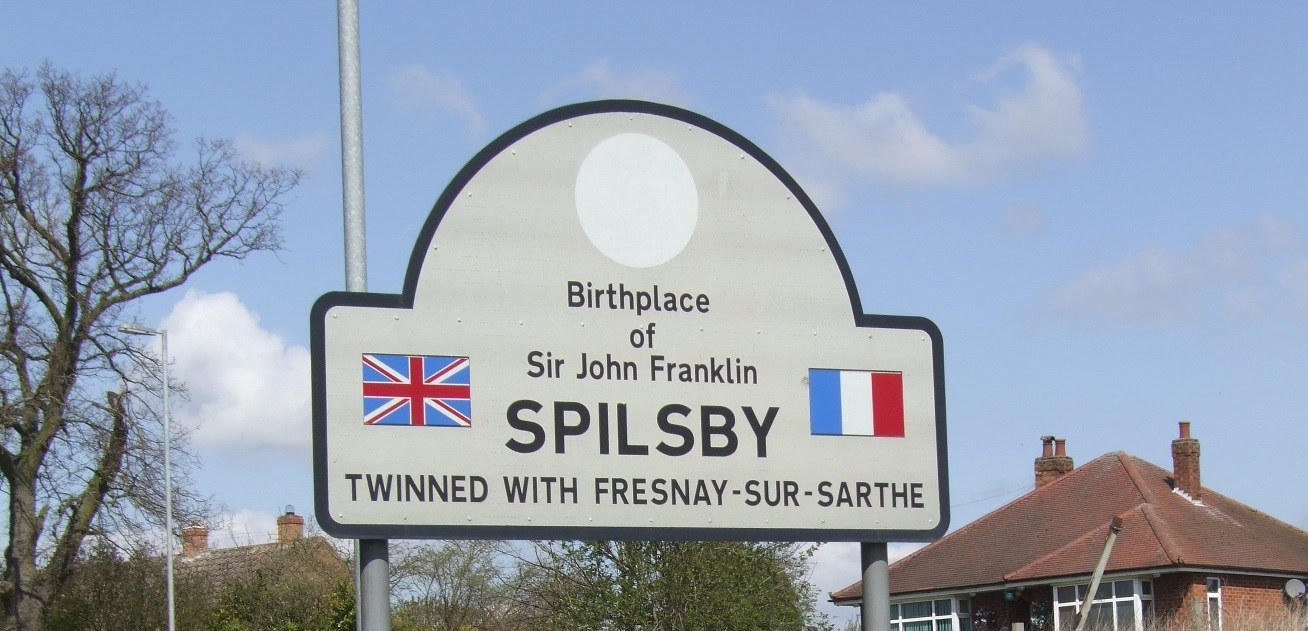 Birthplace
of
Sir John Franklin
SPILSBY
TWINNED WITH FRESNAY-SUR-SARTHE